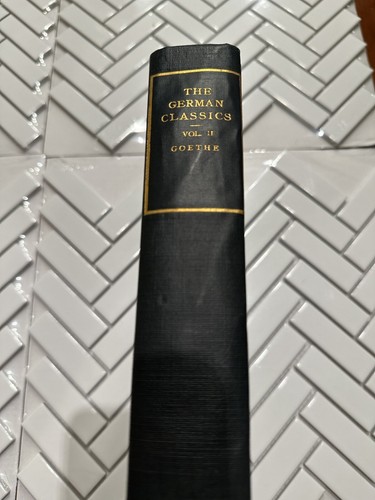 THE
GERMAN
CLASSICS
VOL. II
GOETHE